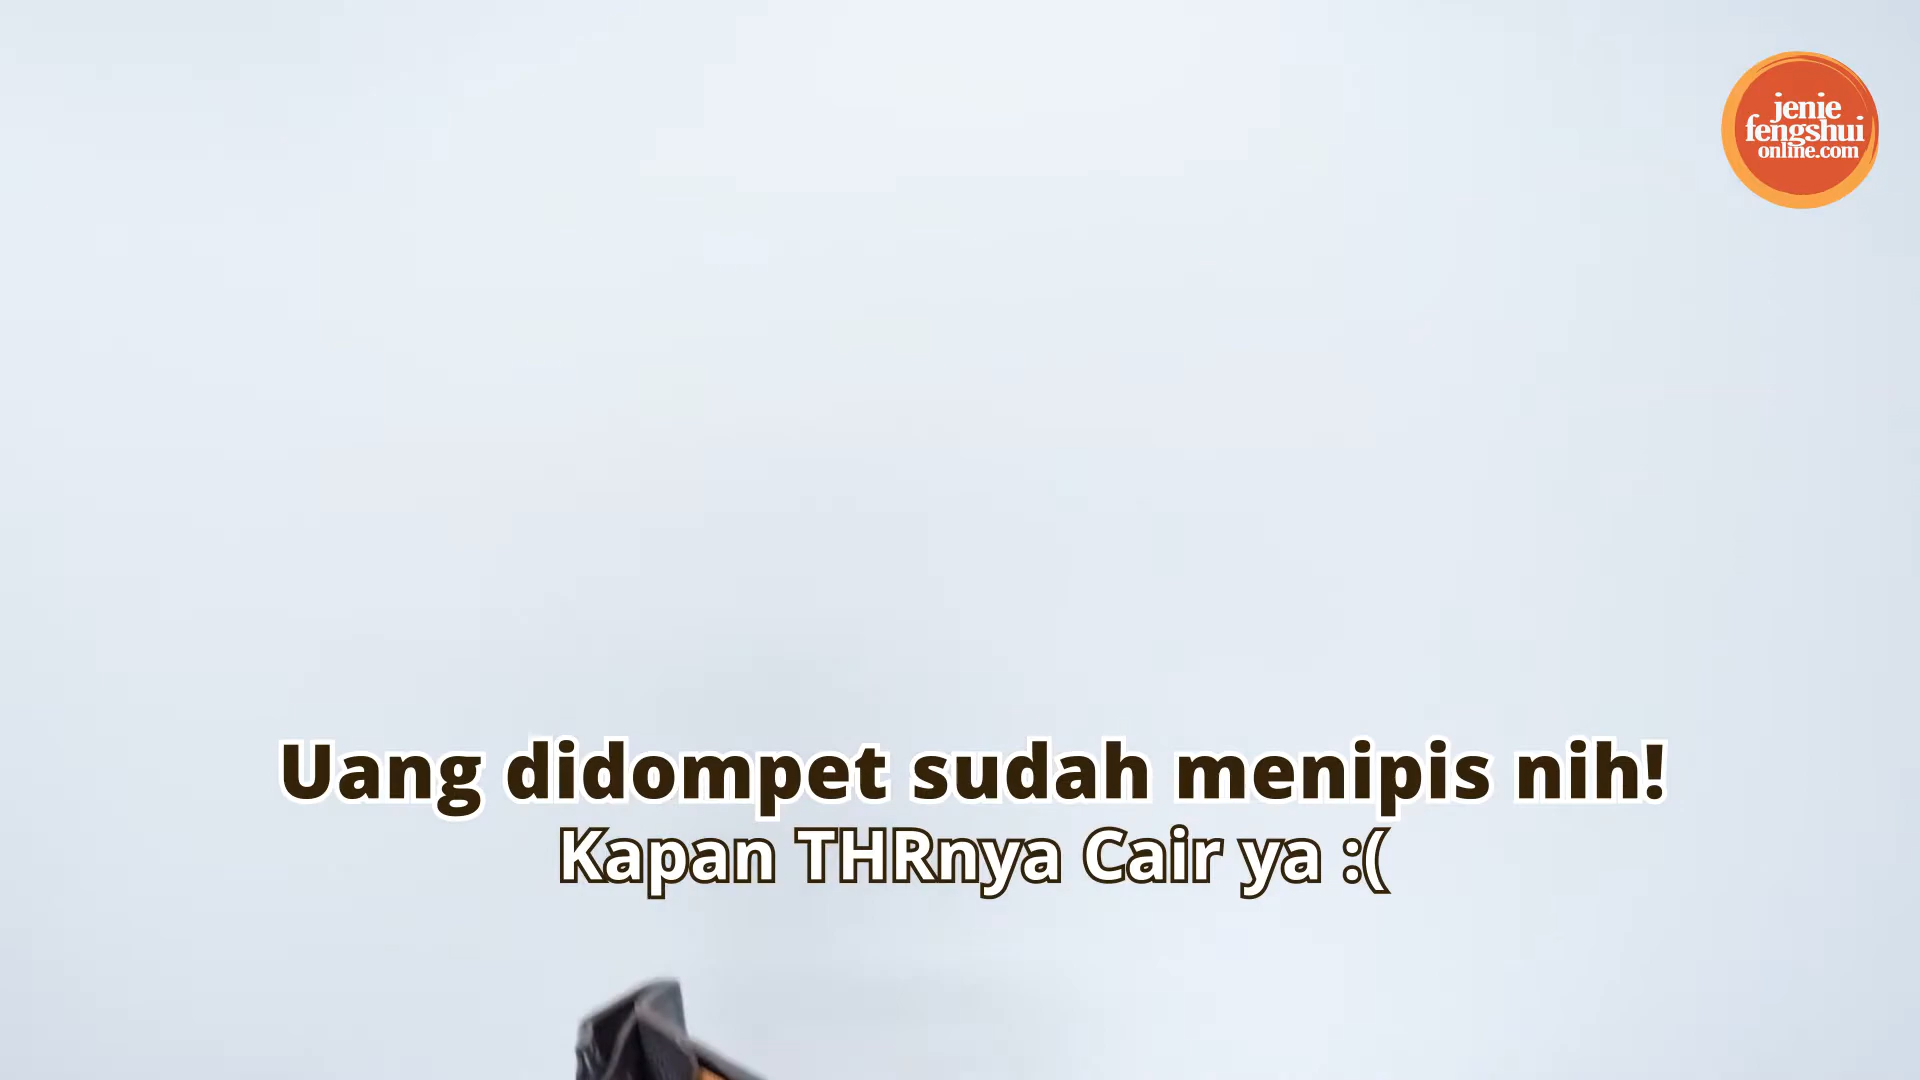 jenie
fengshui
online.com
Uang didompet sudah menipis nih!
Kapan THRnya Cair ya :(